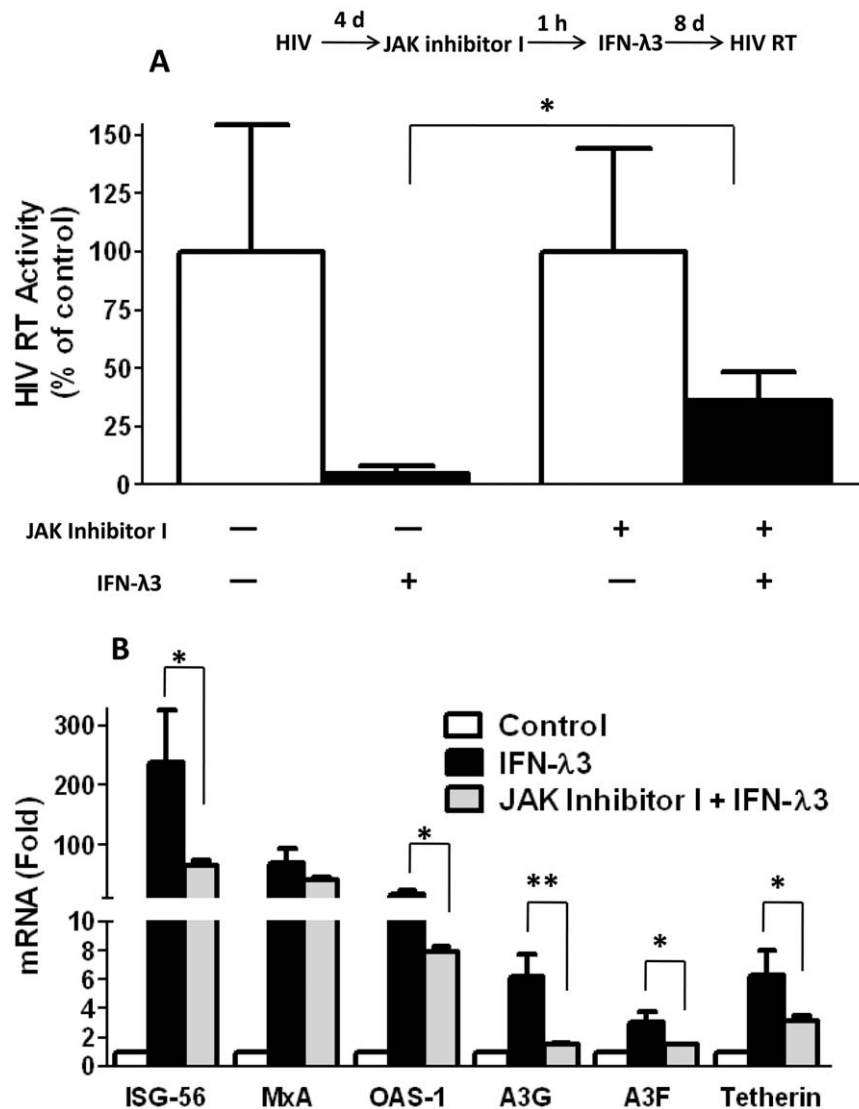 4 d 1 h 8 d
HIV → JAK inhibitor I → IFN-λ3 → HIV RT
A
*
150
125
100
75
50
25
0
HIV RT Activity
(% of control)
JAK Inhibitor I — — + +
IFN-λ3 — + — +
B
*
*
**
*
*
Control
IFN-λ3
JAK Inhibitor I + IFN-λ3
300
200
100
8
6
4
2
0
mRNA (Fold)
ISG-56 MxA OAS-1 A3G A3F Tetherin